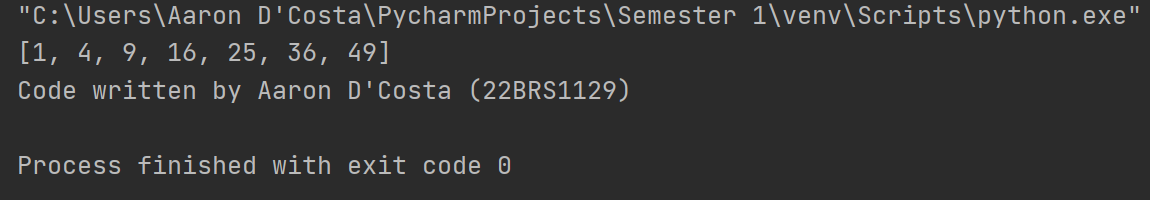 "C:\Users\Aaron D'Costa\PycharmProjects\Semester 1\venv\Scripts\python.exe"
[1, 4, 9, 16, 25, 36, 49]
Code written by Aaron D'Costa (22BRS1129)
Process finished with exit code 0